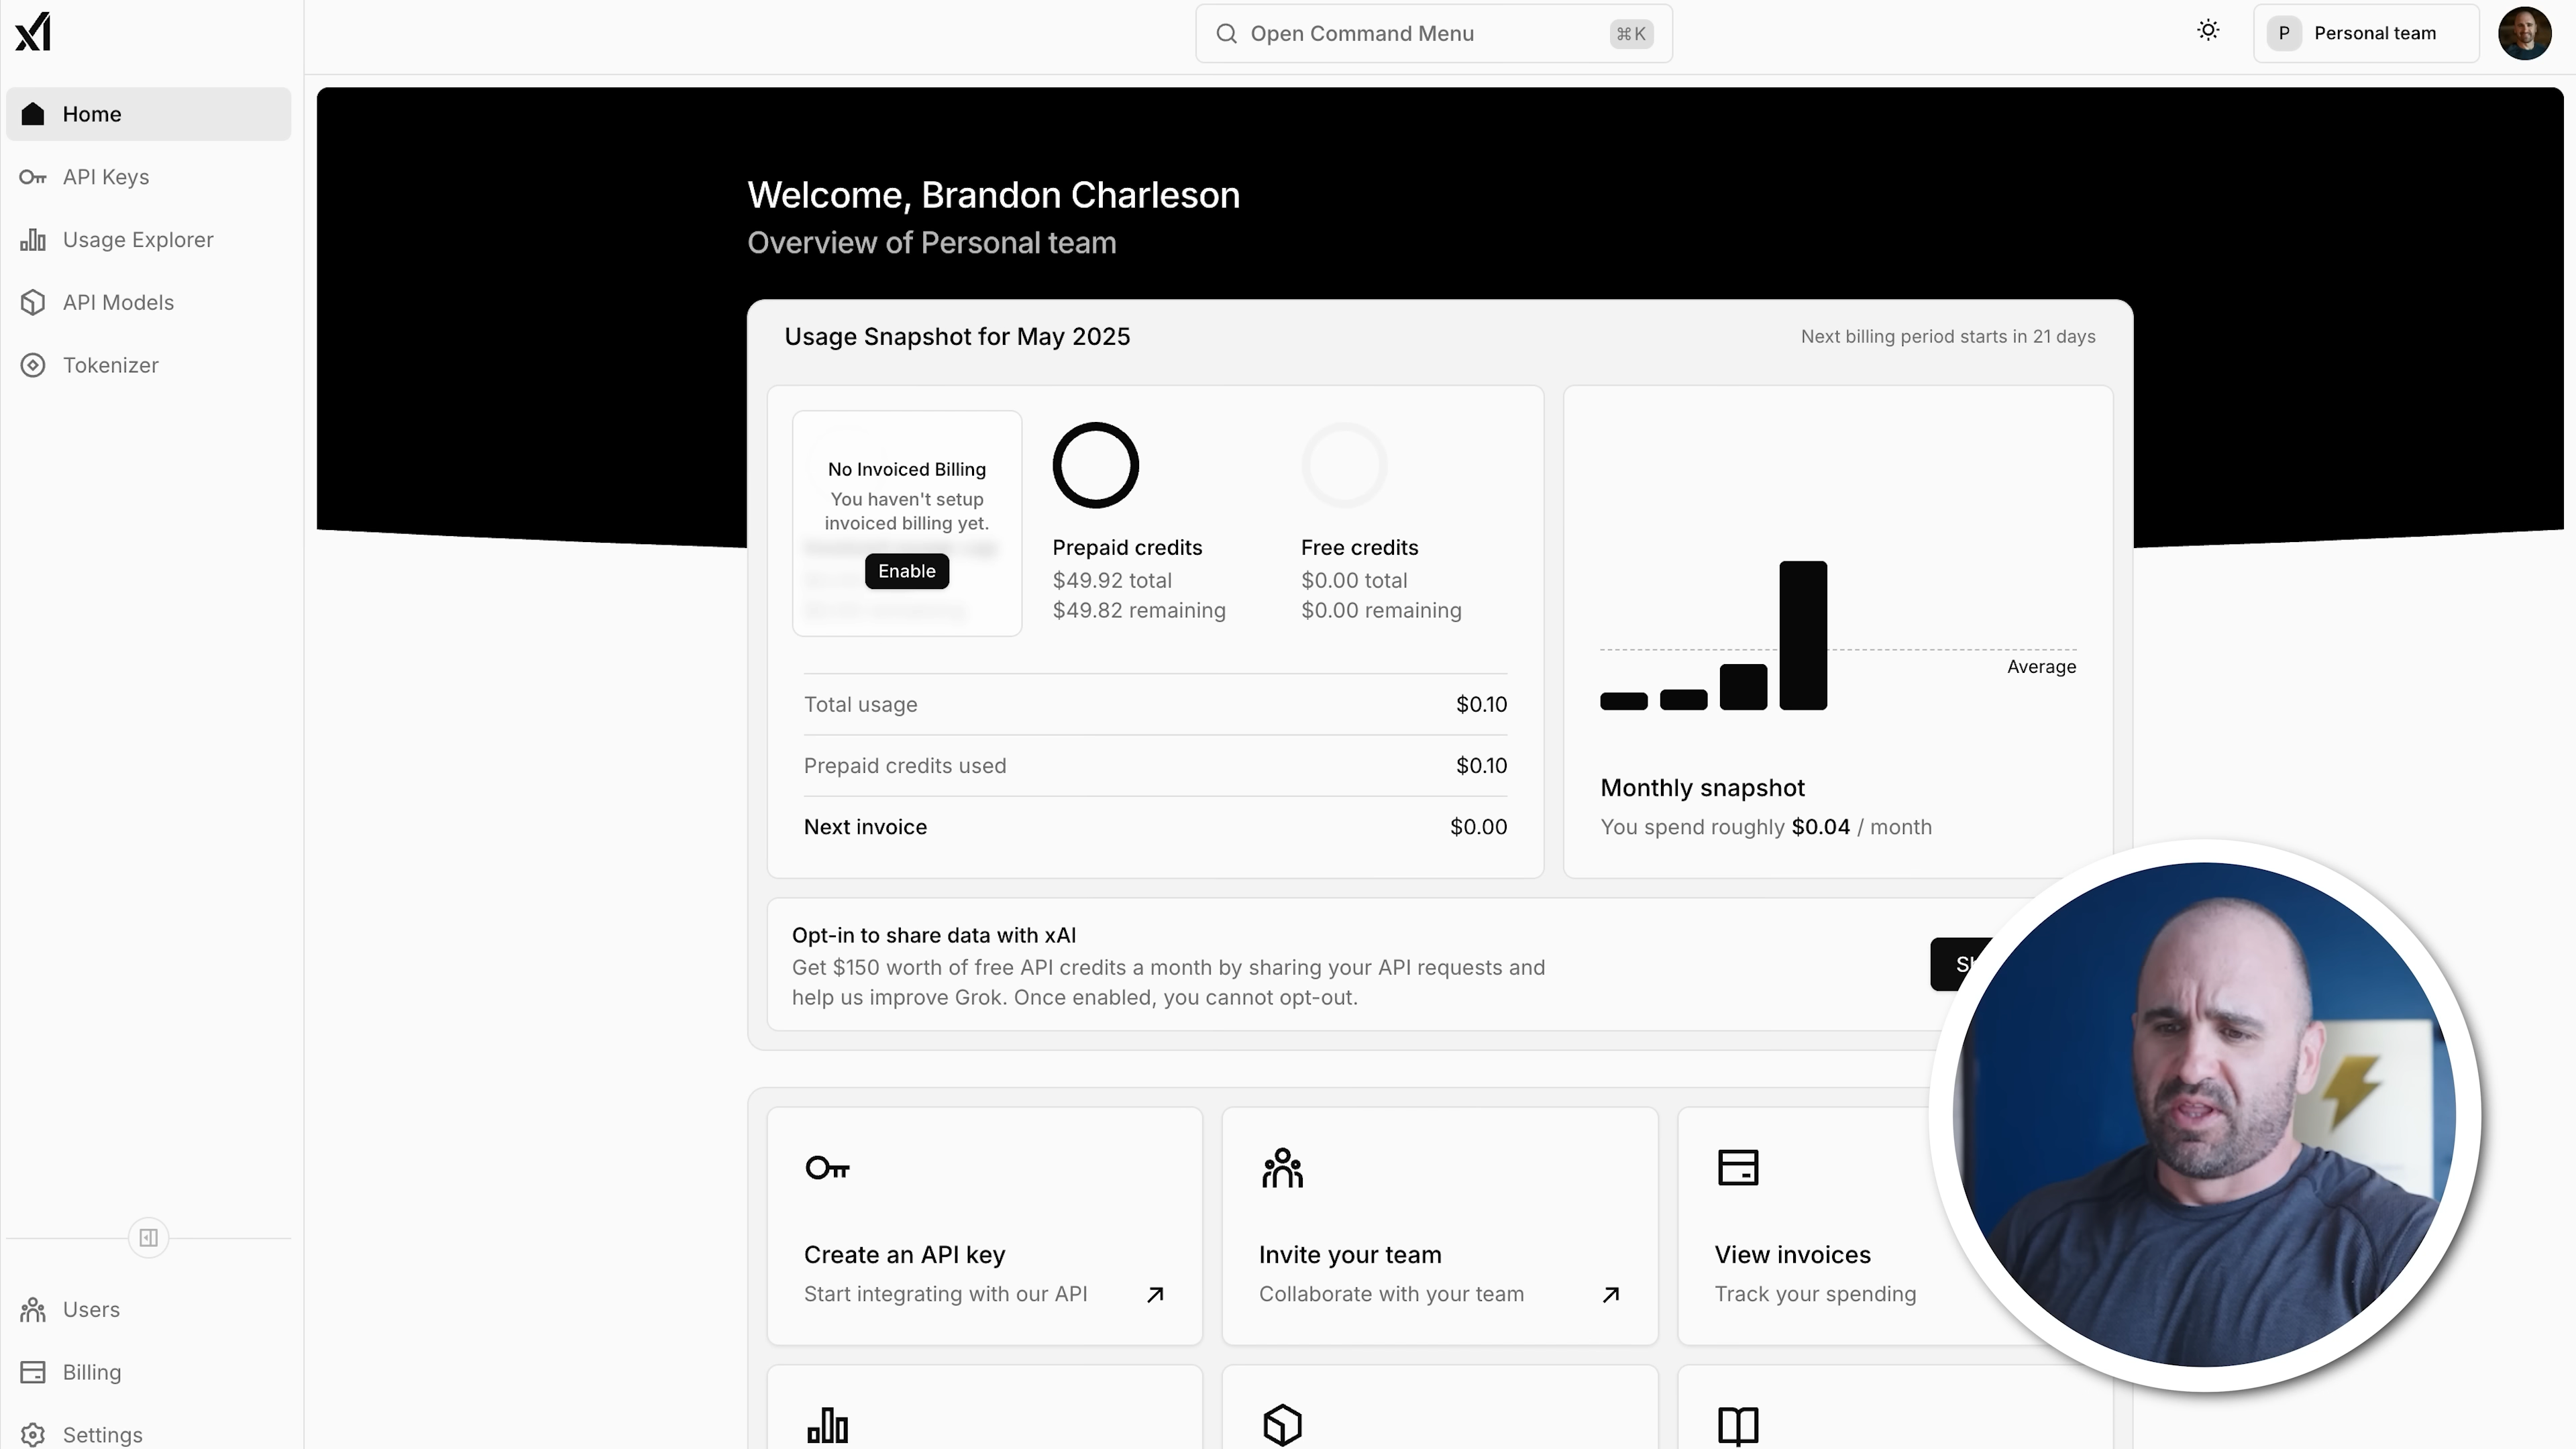 xI
Open Command Menu
⌘K
P
Personal team
Home
API Keys
Usage Explorer
API Models
Tokenizer
Welcome, Brandon Charleson
Overview of Personal team
Usage Snapshot for May 2025
Next billing period starts in 21 days
No Invoiced Billing
You haven't setup
invoiced billing yet.
Enable
Prepaid credits
$49.92 total
$49.82 remaining
Free credits
$0.00 total
$0.00 remaining
Total usage
$0.10
Prepaid credits used
$0.10
Next invoice
$0.00
Average
Monthly snapshot
You spend roughly $0.04 / month
Opt-in to share data with xAI
Get $150 worth of free API credits a month by sharing your API requests and
help us improve Grok. Once enabled, you cannot opt-out.
Create an API key
Start integrating with our API
Invite your team
Collaborate with your team
View invoices
Track your spending
Users
Billing
Settings